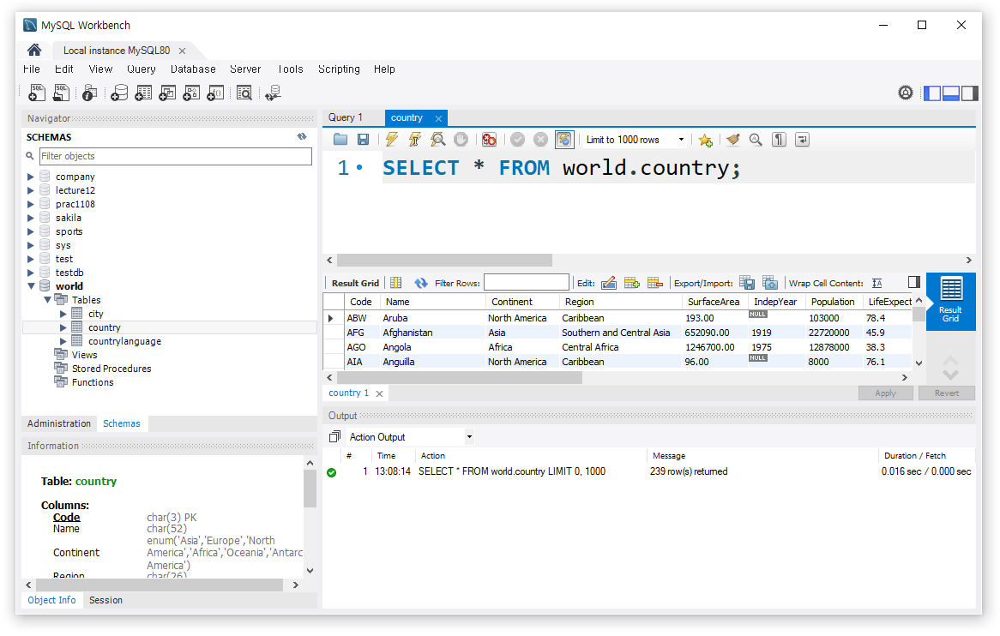 MySQL Workbench
Local instance MySQL80
File Edit View Query Database Server Tools Scripting Help
Navigator
SCHEMAS
Filter objects
company
lecture12
prac1108
sakila
sports
sys
test
testdb
world
Tables
city
country
countrylanguage
Views
Stored Procedures
Functions
Administration Schemas
Information
Table: country
Columns:
Code char(3) PK
Name char(52)
enum('Asia','Europe','North
Continent America','Africa','Oceania','Antarc
America')
Region char(26)
Object Info Session
Query 1 country
Limit to 1000 rows
1 SELECT * FROM world.country;
Result Grid Filter Rows: Edit: Export/Import: Wrap Cell Content: IA
Code Name Continent Region SurfaceArea IndepYear Population LifeExpect
ABW Aruba North America Caribbean 193.00 NULL 103000 78.4
AFG Afghanistan Asia Southern and Central Asia 652090.00 1919 22720000 45.9
AGO Angola Africa Central Africa 1246700.00 1975 12878000 38.3
AIA Anguilla North America Caribbean 96.00 NULL 8000 76.1
Result
Grid
country 1 Apply Revert
Output
Action Output
# Time Action Message Duration / Fetch
1 13:08:14 SELECT * FROM world.country LIMIT 0, 1000 239 row(s) returned 0.016 sec / 0.000 sec